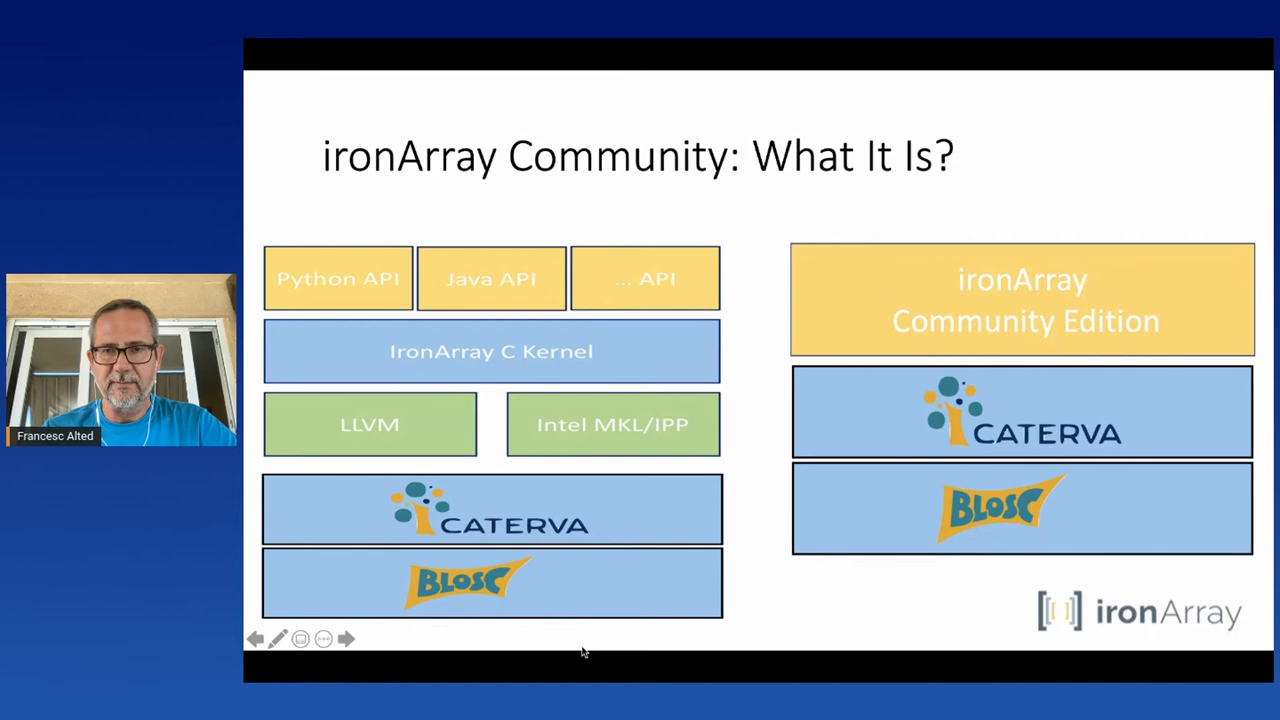 ironArray Community: What It Is?
Python API
Java API
... API
IronArray C Kernel
LLVM
Intel MKL/IPP
CATERVA
BLOSC
ironArray
Community Edition
CATERVA
BLOSC
ironArray
Francesc Alted